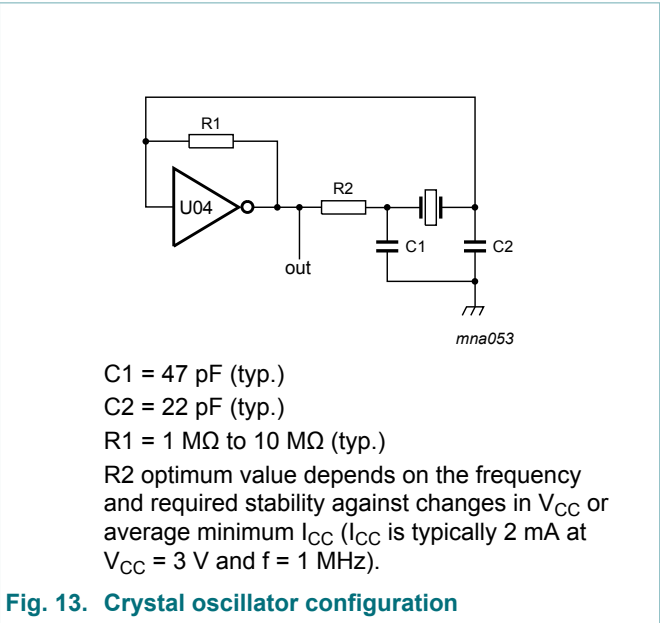 R1
U04
R2
C1
C2
out
mna053
C1 = 47 pF (typ.)
C2 = 22 pF (typ.)
R1 = 1 MΩ to 10 MΩ (typ.)
R2 optimum value depends on the frequency
and required stability against changes in VCC or
average minimum ICC (ICC is typically 2 mA at
VCC = 3 V and f = 1 MHz).
Fig. 13. Crystal oscillator configuration